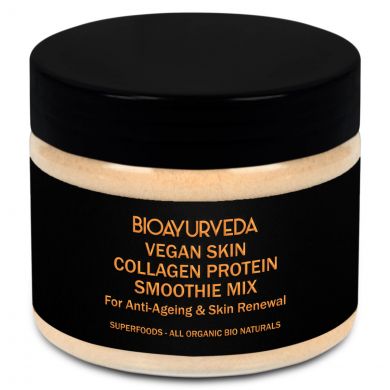 BIOAYURVEDA
VEGAN SKIN
COLLAGEN PROTEIN
SMOOTHIE MIX
For Anti-Ageing & Skin Renewal
SUPERFOODS - ALL ORGANIC BIO NATURALS